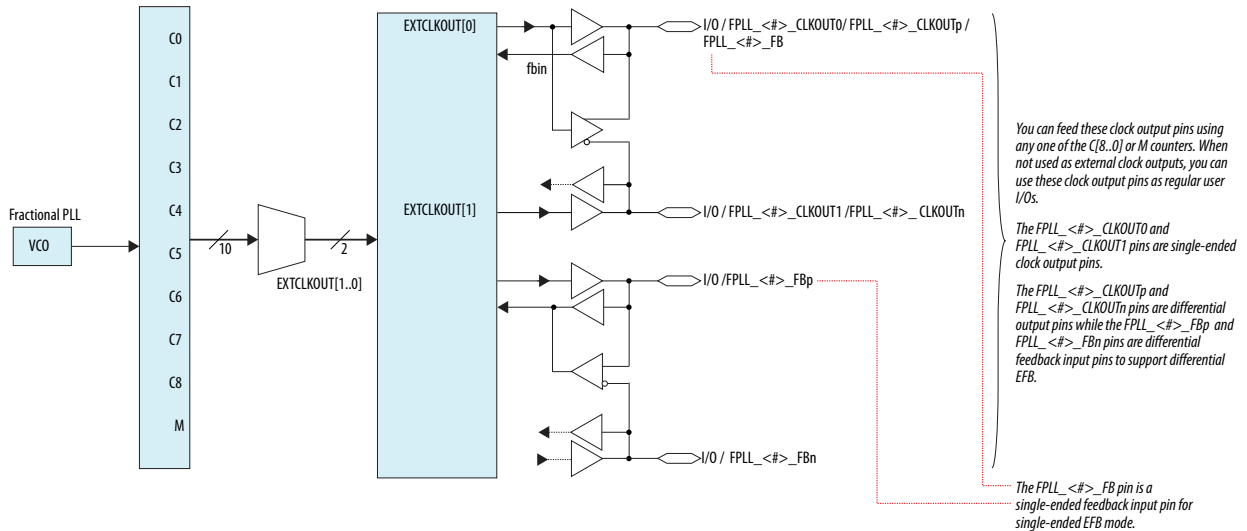 Fractional PLL
VCO
C0
C1
C2
C3
C4
C5
C6
C7
C8
M
10
EXTCLKOUT[1..0]
2
EXTCLKOUT[0]
EXTCLKOUT[1]
fbin
I/O / FPLL_<#>_CLKOUT0/ FPLL_<#>_CLKOUTp /
FPLL_<#>_FB
I/O / FPLL_<#>_CLKOUT1 /FPLL_<#>_ CLKOUTn
I/O /FPLL_<#>_FBp
I/O / FPLL_<#>_FBn
You can feed these clock output pins using
any one of the C[8..0] or M counters. When
not used as external clock outputs, you can
use these clock output pins as regular user
I/Os.
The FPLL_<#>_CLKOUT0 and
FPLL_<#>_CLKOUT1 pins are single-ended
clock output pins.
The FPLL_<#>_CLKOUTp and
FPLL_<#>_CLKOUTn pins are differential
output pins while the FPLL_<#>_FBp and
FPLL_<#>_FBn pins are differential
feedback input pins to support differential
EFB.
The FPLL_<#>_FB pin is a
single-ended feedback input pin for
single-ended EFB mode.